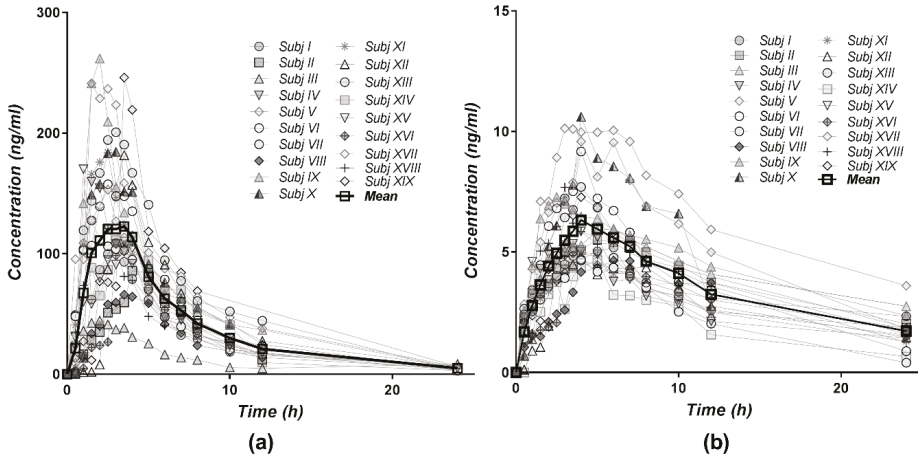 300
200
100
0
0
10
20
Concentration (ng/ml)
Time (h)
Subj I
Subj II
Subj III
Subj IV
Subj V
Subj VI
Subj VII
Subj VIII
Subj IX
Subj X
Subj XI
Subj XII
Subj XIII
Subj XIV
Subj XV
Subj XVI
Subj XVII
Subj XVIII
Subj XIX
Mean
(a)
15
10
5
0
0
10
20
Concentration (ng/ml)
Time (h)
Subj I
Subj II
Subj III
Subj IV
Subj V
Subj VI
Subj VII
Subj VIII
Subj IX
Subj X
Subj XI
Subj XII
Subj XIII
Subj XIV
Subj XV
Subj XVI
Subj XVII
Subj XVIII
Subj XIX
Mean
(b)